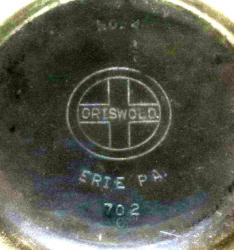 NO. 4
GRISWOLD.
ERIE PA.
702